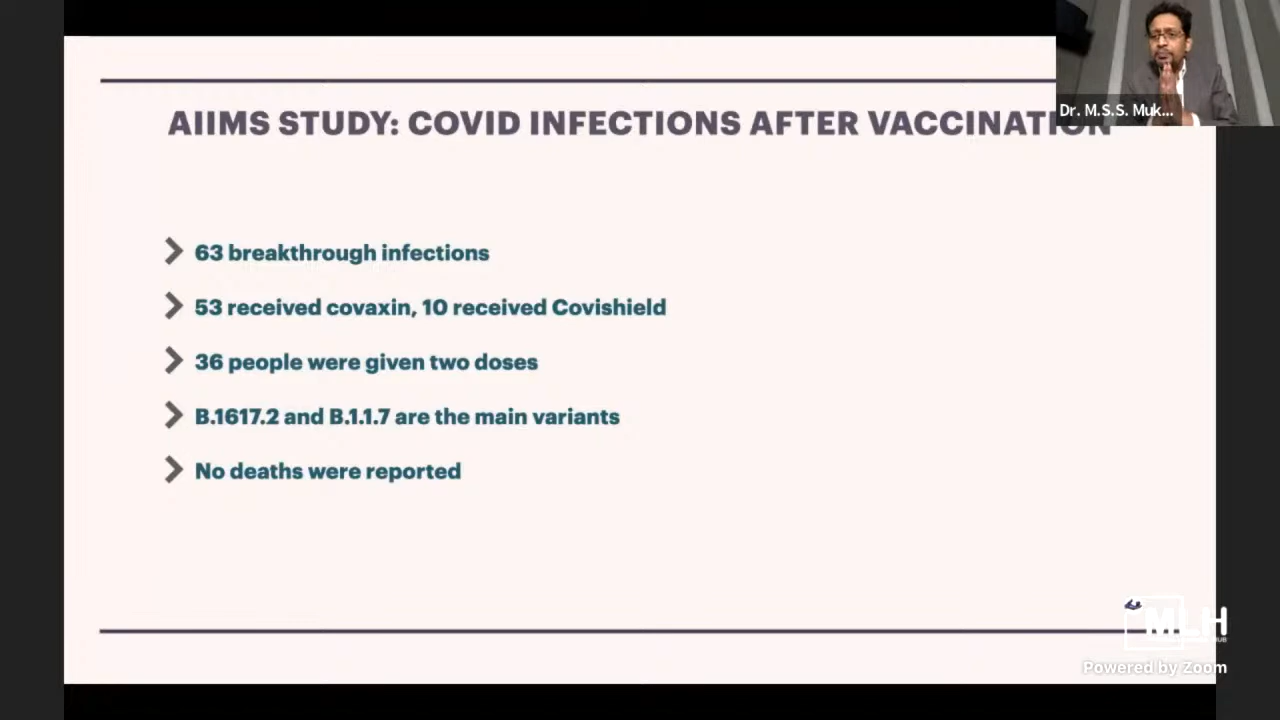 AIIMS STUDY: COVID INFECTIONS AFTER VACCINATION
Dr. M.S.S. Muk...
63 breakthrough infections
53 received covaxin, 10 received Covishield
36 people were given two doses
B.1617.2 and B.1.1.7 are the main variants
No deaths were reported
MLH
HUB
Powered by Zoom